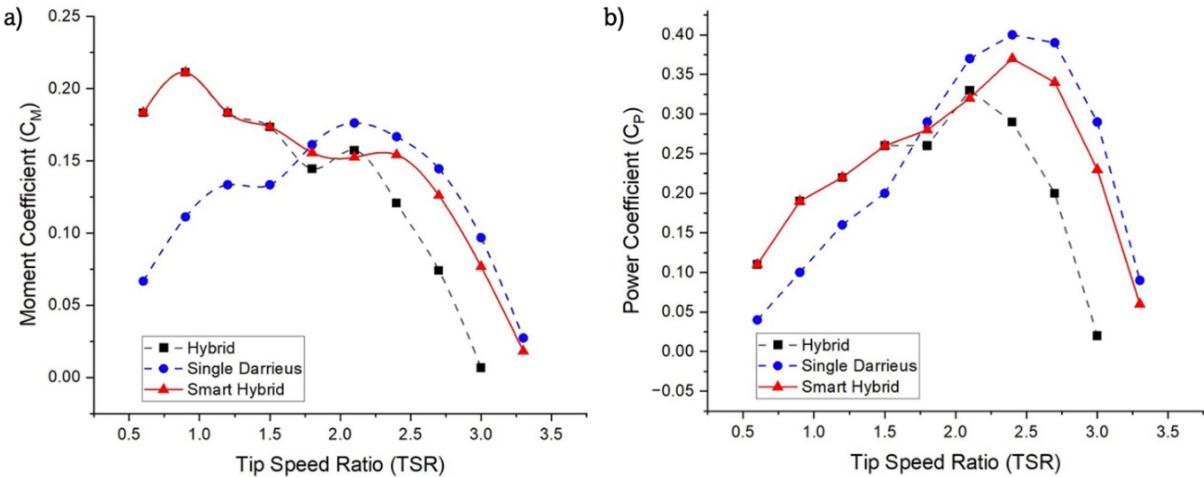 a)
Moment Coefficient (C_M)
0.25
0.20
0.15
0.10
0.05
0.00
0.5 1.0 1.5 2.0 2.5 3.0 3.5
Tip Speed Ratio (TSR)
Hybrid
Single Darrieus
Smart Hybrid
b)
Power Coefficient (C_P)
0.40
0.35
0.30
0.25
0.20
0.15
0.10
0.05
0.00
−0.05
0.5 1.0 1.5 2.0 2.5 3.0 3.5
Tip Speed Ratio (TSR)
Hybrid
Single Darrieus
Smart Hybrid